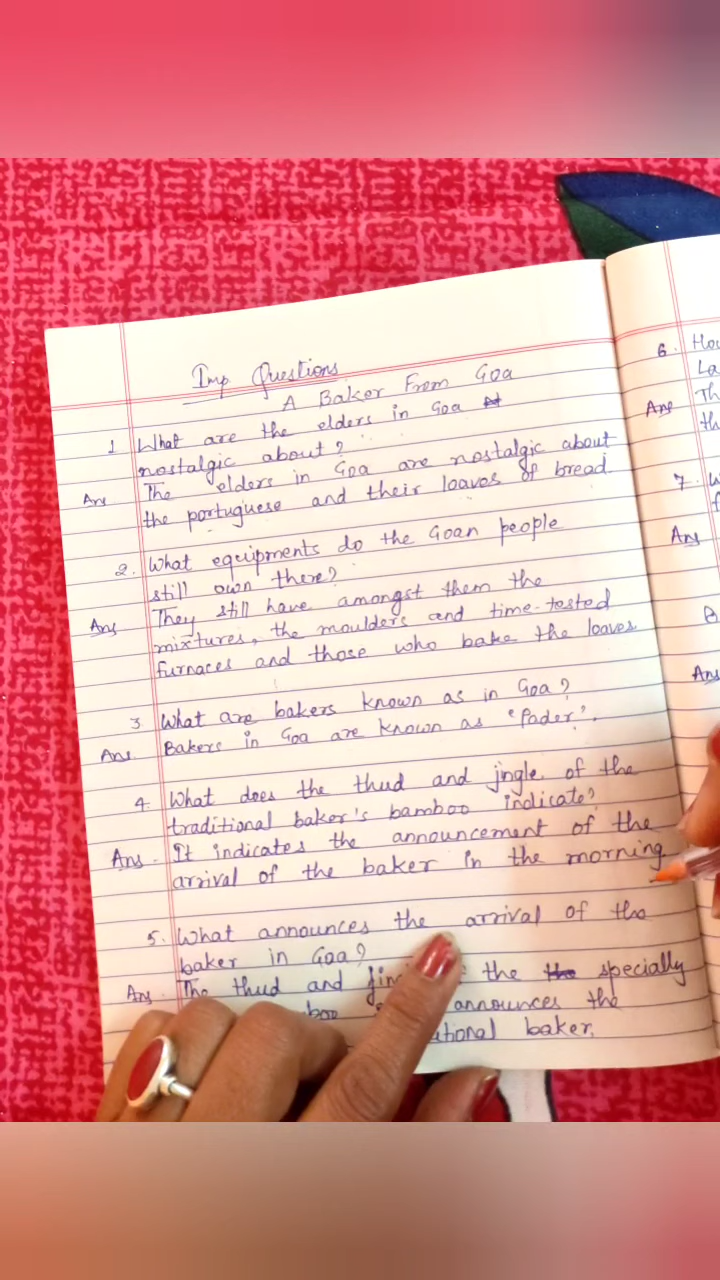 Imp Questions
A Baker From Goa
1 What are the elders in Goa
nostalgic about?
Ans The elders in Goa are nostalgic about
the portuguese and their loaves of bread.
2. What equipments do the Goan people
still own there?
Ans They still have amongst them the
mixtures, the moulders and time-tested
furnaces and those who bake the loaves
3 What are bakers known as in Goa?
Ans Bakers in Goa are known as "Pader".
4. What does the thud and jingle of the
traditional baker's bamboo indicate?
Ans. It indicates the announcement of the
arrival of the baker in the morning
5. What announces the arrival of the
baker in Goa?
Ans. The thud and the specially
announces the
baker.
6.
Ans
7.
Ans
Ans